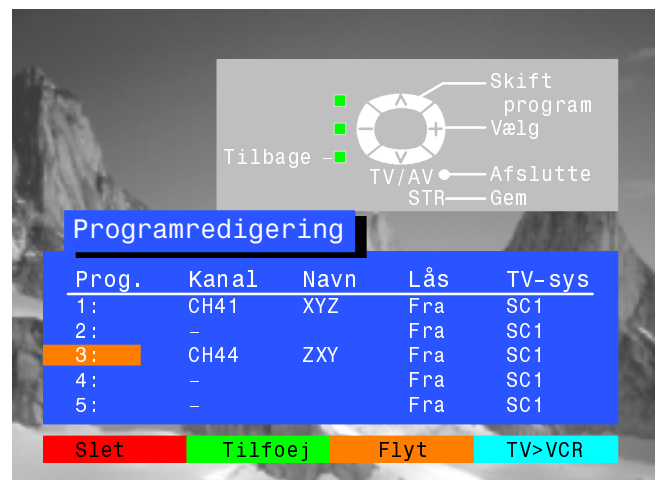 Skift
program
Vælg
Tilbage
TV/AV Afslutte
STR Gem
Programredigering
Prog. Kanal Navn Lås TV-sys
1: CH41 XYZ Fra SC1
2: – Fra SC1
3: CH44 ZXY Fra SC1
4: – Fra SC1
5: – Fra SC1
Slet Tilfoej Flyt TV>VCR